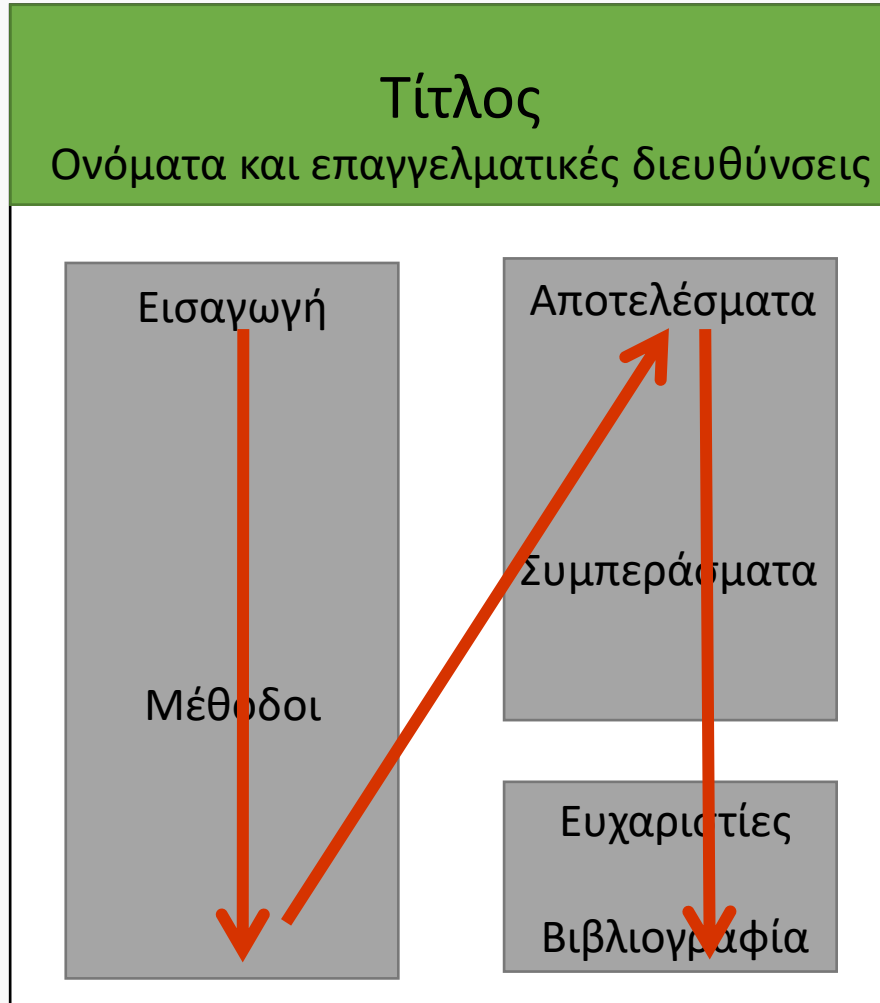 Τίτλος
Ονόματα και επαγγελματικές διευθύνσεις
Εισαγωγή
Μέθοδοι
Αποτελέσματα
Συμπεράσματα
Ευχαριστίες
Βιβλιογραφία